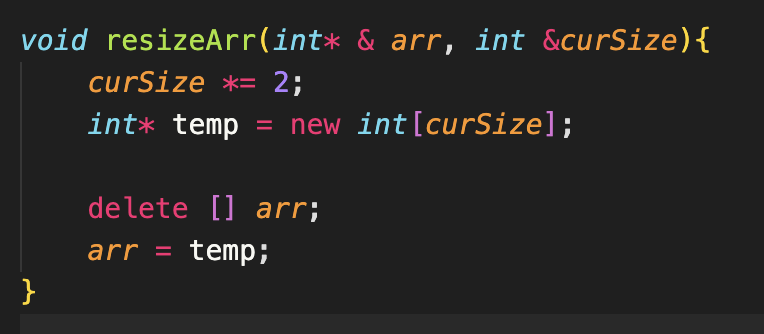 void resizeArr(int* & arr, int &curSize){
    curSize *= 2;
    int* temp = new int[curSize];

    delete [] arr;
    arr = temp;
}